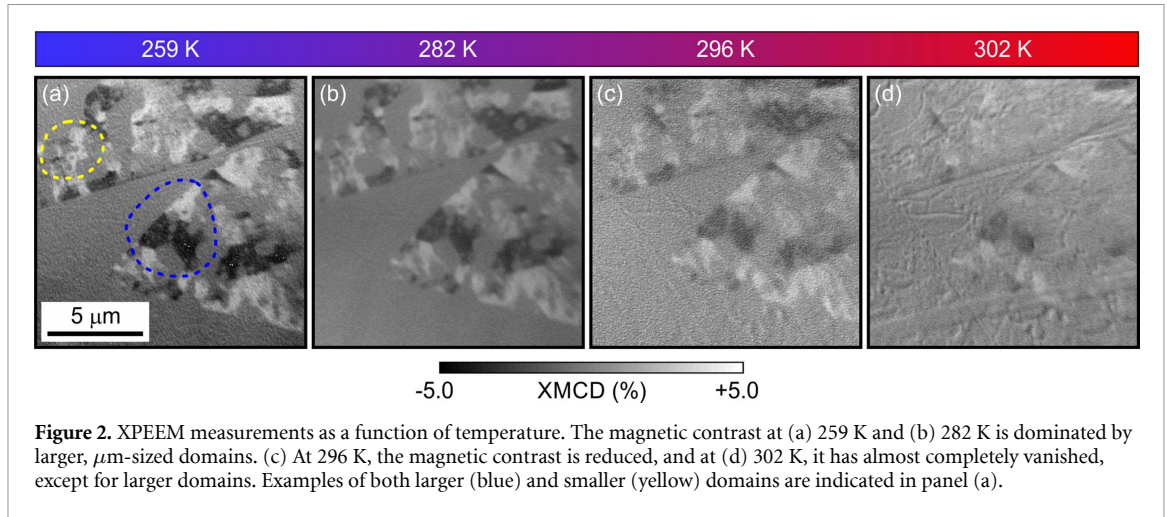 259 K 282 K 296 K 302 K
(a) (b) (c) (d)
5 μm
-5.0 XMCD (%) +5.0
Figure 2. XPEEM measurements as a function of temperature. The magnetic contrast at (a) 259 K and (b) 282 K is dominated by
larger, μm-sized domains. (c) At 296 K, the magnetic contrast is reduced, and at (d) 302 K, it has almost completely vanished,
except for larger domains. Examples of both larger (blue) and smaller (yellow) domains are indicated in panel (a).